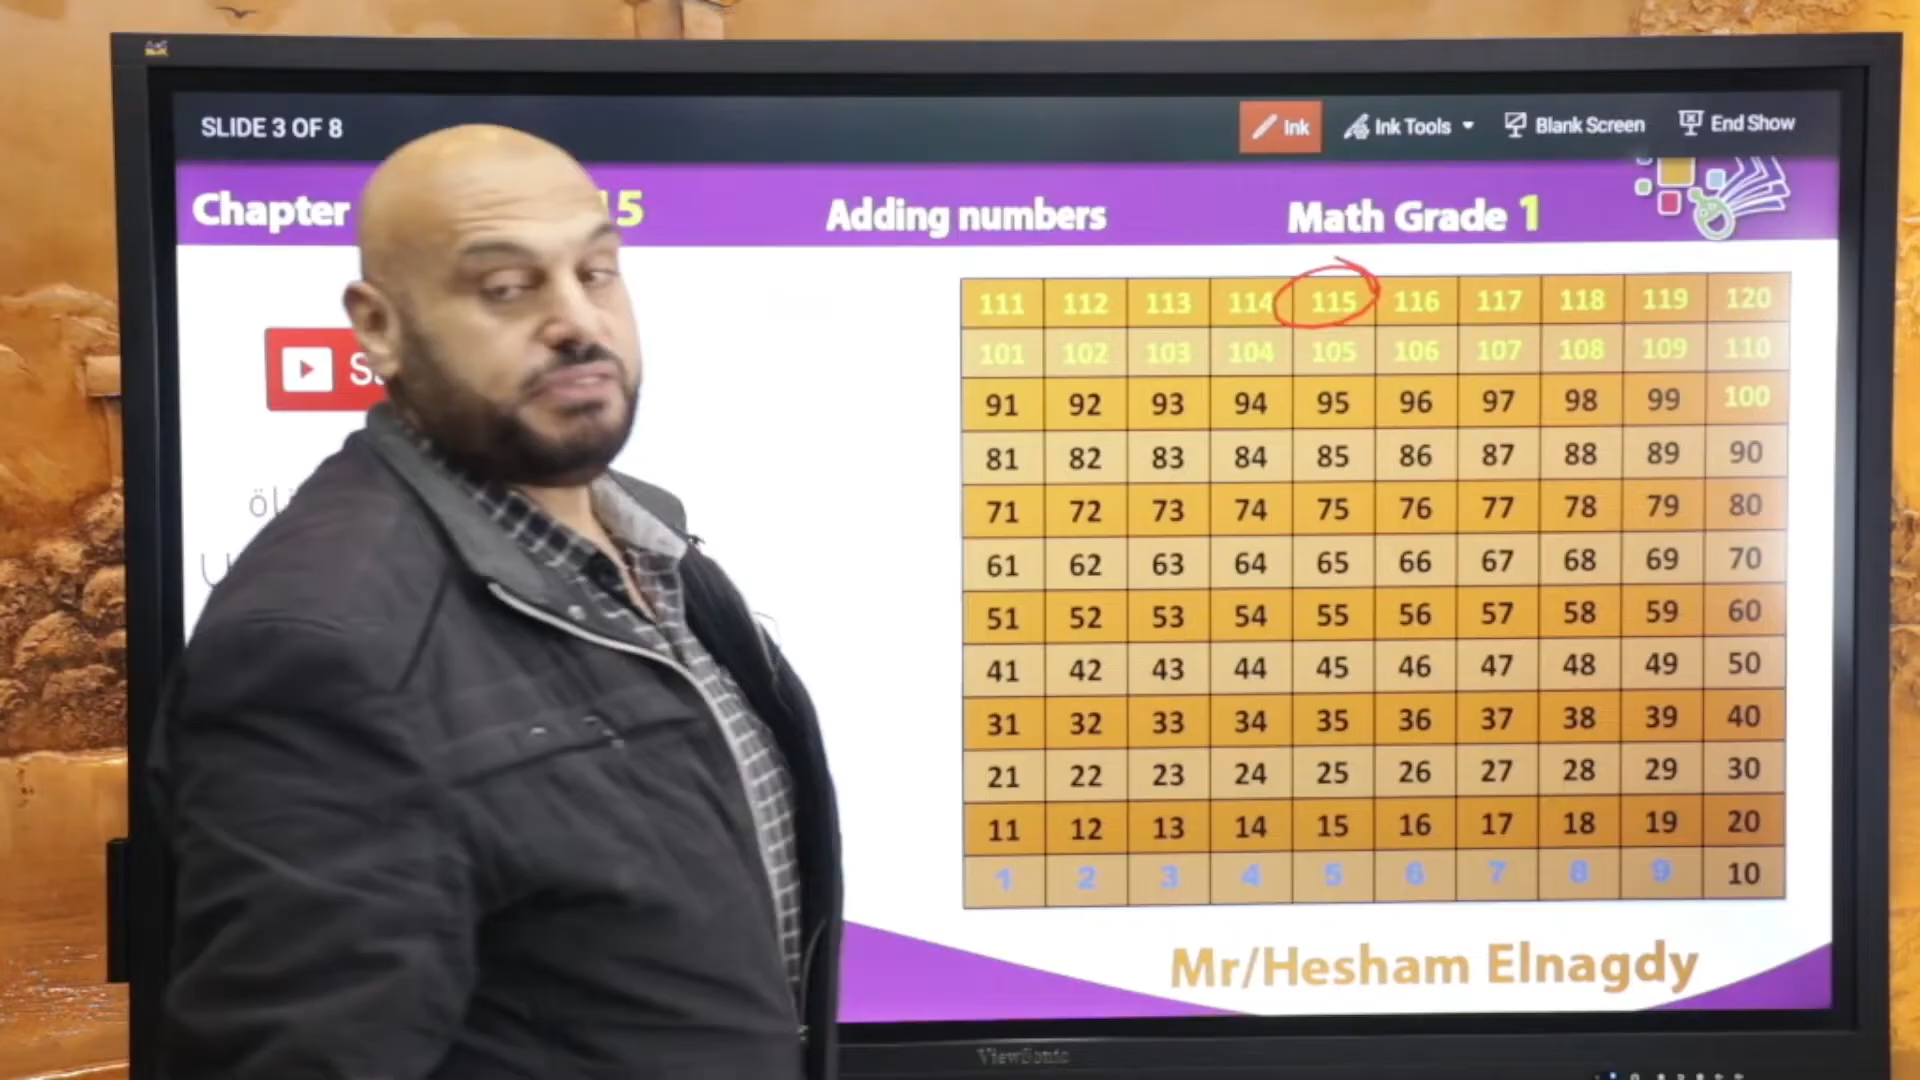 SLIDE 3 OF 8
Ink
Ink Tools
Blank Screen
End Show
Chapter
15
Adding numbers
Math Grade 1
111 112 113 114 115 116 117 118 119 120
101 102 103 104 105 106 107 108 109 110
91 92 93 94 95 96 97 98 99 100
81 82 83 84 85 86 87 88 89 90
71 72 73 74 75 76 77 78 79 80
61 62 63 64 65 66 67 68 69 70
51 52 53 54 55 56 57 58 59 60
41 42 43 44 45 46 47 48 49 50
31 32 33 34 35 36 37 38 39 40
21 22 23 24 25 26 27 28 29 30
11 12 13 14 15 16 17 18 19 20
1 2 3 4 5 6 7 8 9 10
Mr/Hesham Elnagdy
ViewSonic